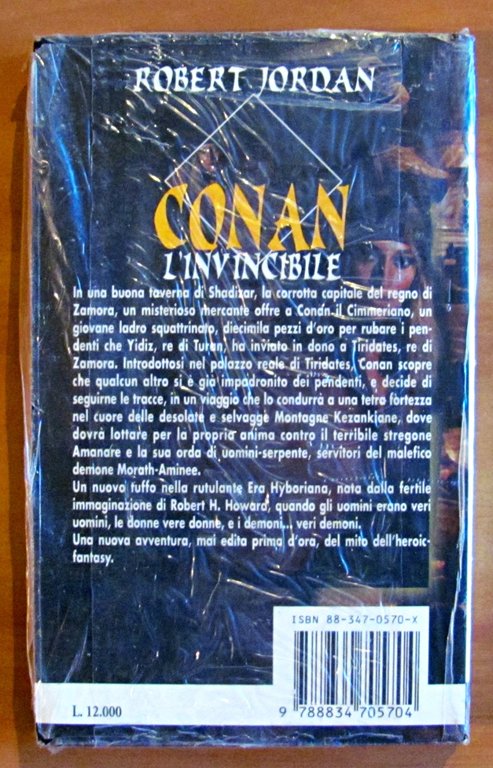 ROBERT JORDAN
CONAN
L'INVINCIBILE
In una buona taverna di Shadizar, la corrotta capitale del regno di
Zamora, un misterioso mercante offre a Conan il Cimmeriano, un
giovane ladro squattrinato, diecimila pezzi d'oro per rubare i pen-
denti che Yidiz, re di Turan, ha inviato in dono a Tiridates, re di
Zamora. Introdottosi nel palazzo reale di Tiridates, Conan scopre
che qualcun altro si è già impadronito dei pendenti, e decide di
seguirne le tracce, in un viaggio che lo condurrà a una tetra fortezza
nel cuore delle desolate e selvagge Montagne Kezankiane, dove
dovrà lottare per la propria anima contro il terribile stregone
Amanare e la sua orda di uomini-serpente, servitori del malefico
demone Morath-Aminee.
Un nuovo tuffo nella rutulante Era Hyboriana, nata dalla fertile
immaginazione di Robert H. Howard, quando gli uomini erano veri
uomini, le donne vere donne, e i demoni... veri demoni.
Una nuova avventura, mai edita prima d'ora, del mito dell'heroic-
fantasy.
ISBN 88-347-0570-X
L. 12.000
9 788834 705704